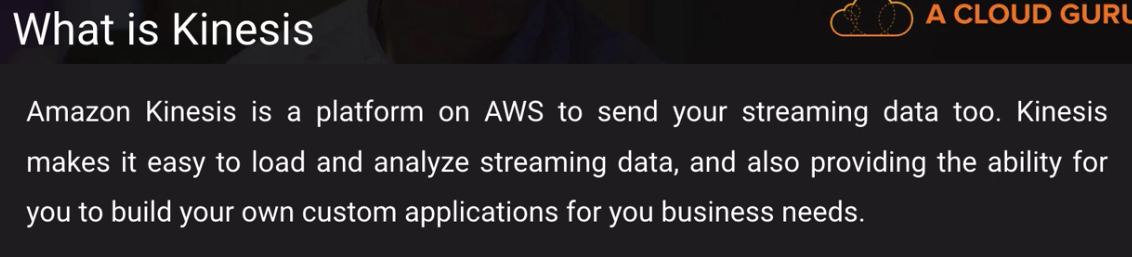 What is Kinesis
A CLOUD GURU
Amazon Kinesis is a platform on AWS to send your streaming data too. Kinesis
makes it easy to load and analyze streaming data, and also providing the ability for
you to build your own custom applications for you business needs.